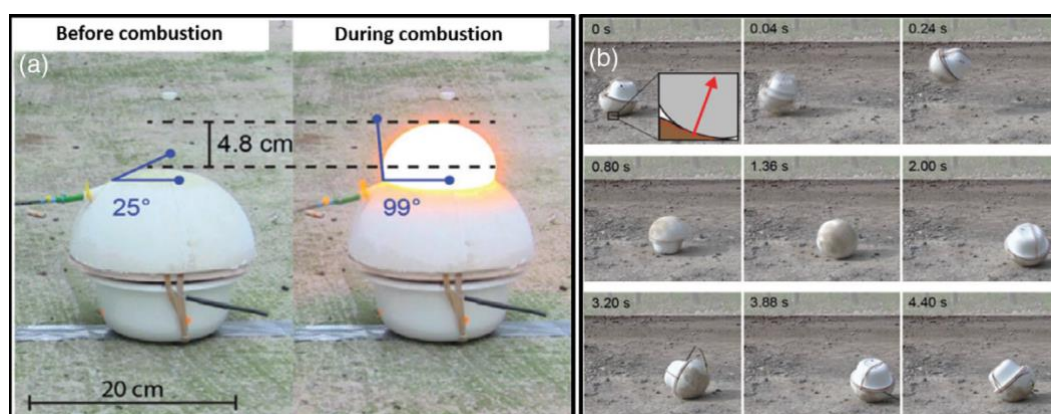 Before combustion
During combustion
(a)
4.8 cm
25°
99°
20 cm
(b)
0 s
0.04 s
0.24 s
0.80 s
1.36 s
2.00 s
3.20 s
3.88 s
4.40 s